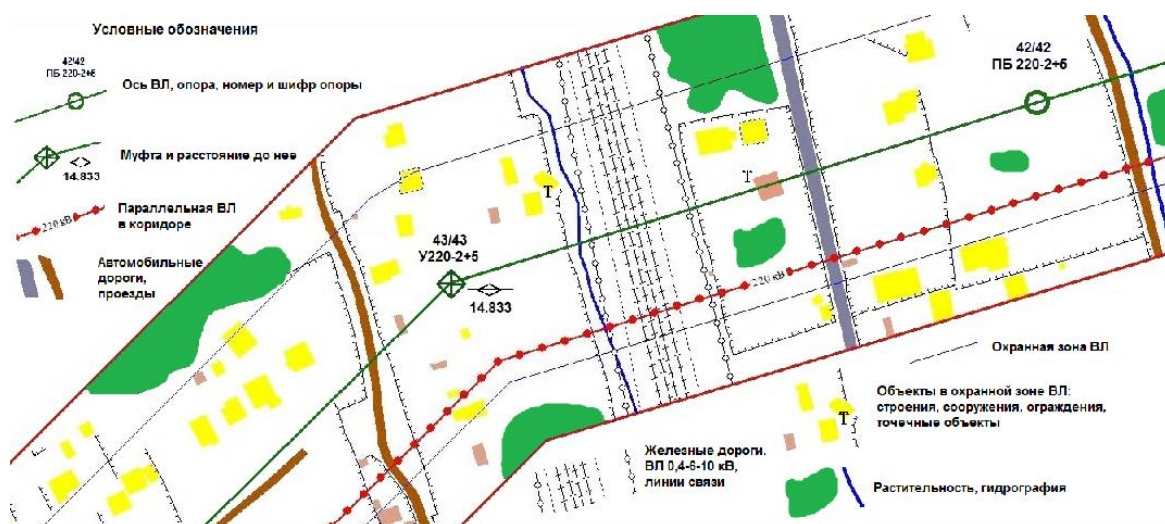 Условные обозначения
42/42
ПБ 220-2+5
Ось ВЛ, опора, номер и шифр опоры
Муфта и расстояние до нее
14.833
220 кВ
Параллельная ВЛ
в коридоре
Автомобильные
дороги,
проезды
43/43
У220-2+5
14.833
Т
Т
220 кВ
42/42
ПБ 220-2+5
Охранная зона ВЛ
Объекты в охранной зоне ВЛ:
строения, сооружения, ограждения,
точечные объекты
Т
Железные дороги.
ВЛ 0,4-6-10 кВ,
линии связи
Растительность, гидрография